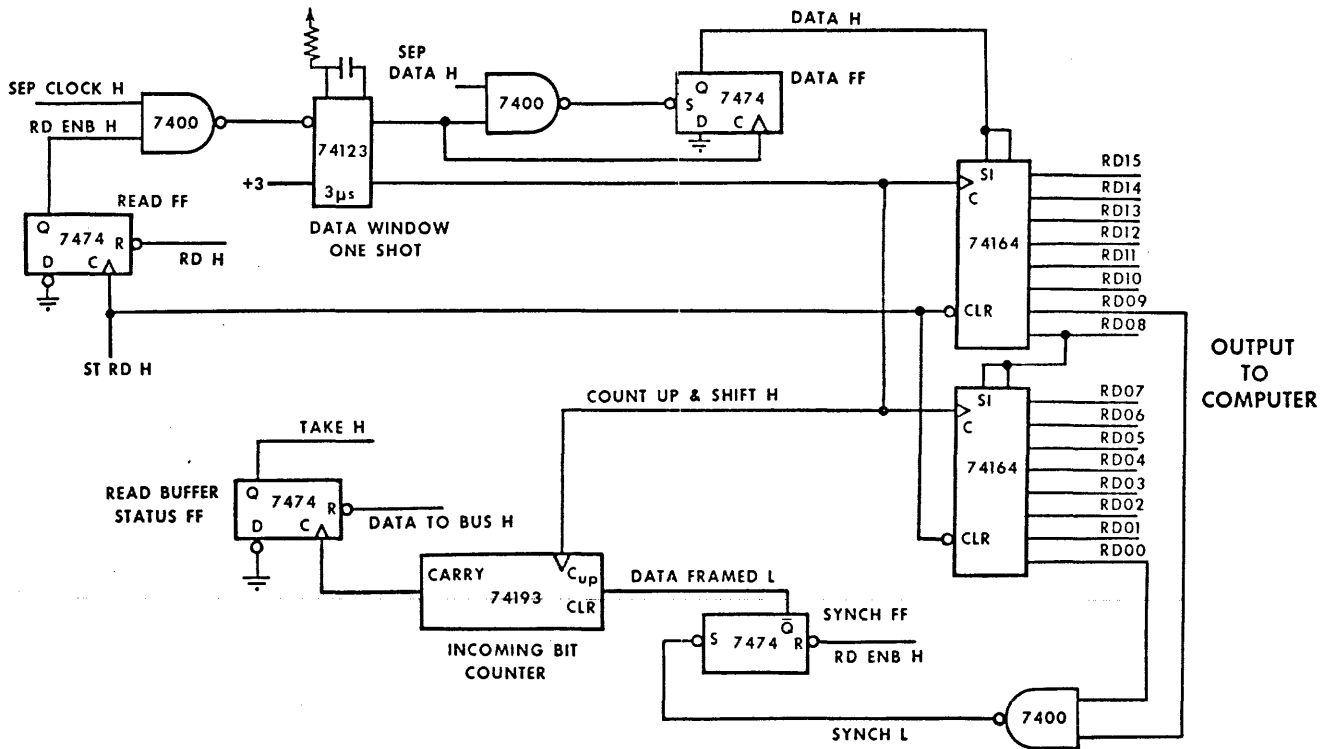 DATA H
SEP
DATA H
DATA FF
SEP CLOCK H
RD ENB H
7400
7400
Q
7474
S
D
C
74123
+3
3µs
DATA WINDOW
ONE SHOT
READ FF
Q
7474
R
D
C
RD H
ST RD H
SI
C
74164
CLR
RD15
RD14
RD13
RD12
RD11
RD10
RD09
RD08
OUTPUT
TO
COMPUTER
COUNT UP & SHIFT H
SI
C
74164
CLR
RD07
RD06
RD05
RD04
RD03
RD02
RD01
RD00
TAKE H
READ BUFFER
STATUS FF
Q
7474
R
D
C
DATA TO BUS H
CARRY
Cup
74193
CLR
INCOMING BIT
COUNTER
DATA FRAMED L
SYNCH FF
Q̅
S
7474
R
RD ENB H
7400
SYNCH L